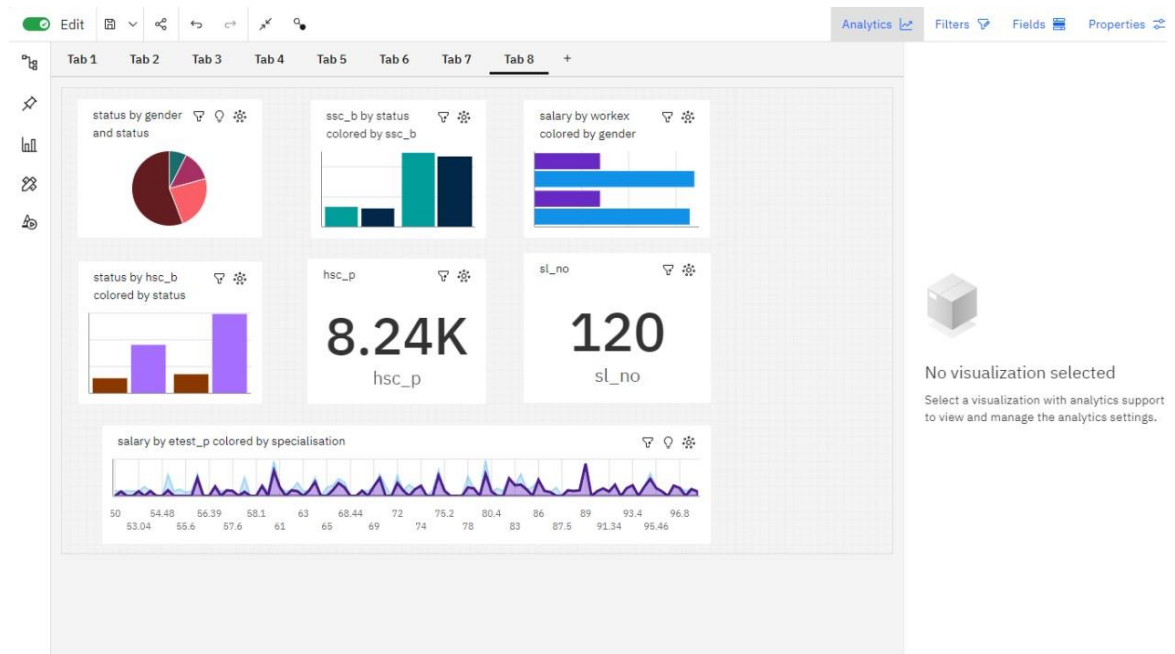 Edit
Analytics Filters Fields Properties
Tab 1 Tab 2 Tab 3 Tab 4 Tab 5 Tab 6 Tab 7 Tab 8 +
status by gender
and status
ssc_b by status
colored by ssc_b
salary by workex
colored by gender
status by hsc_b
colored by status
hsc_p
8.24K
hsc_p
sl_no
120
sl_no
salary by etest_p colored by specialisation
50 54.48 56.39 58.1 63 68.44 72 75.2 80.4 86 89 93.4 96.8
53.04 55.6 57.6 61 65 69 74 78 83 87.5 91.34 95.46
No visualization selected
Select a visualization with analytics support
to view and manage the analytics settings.